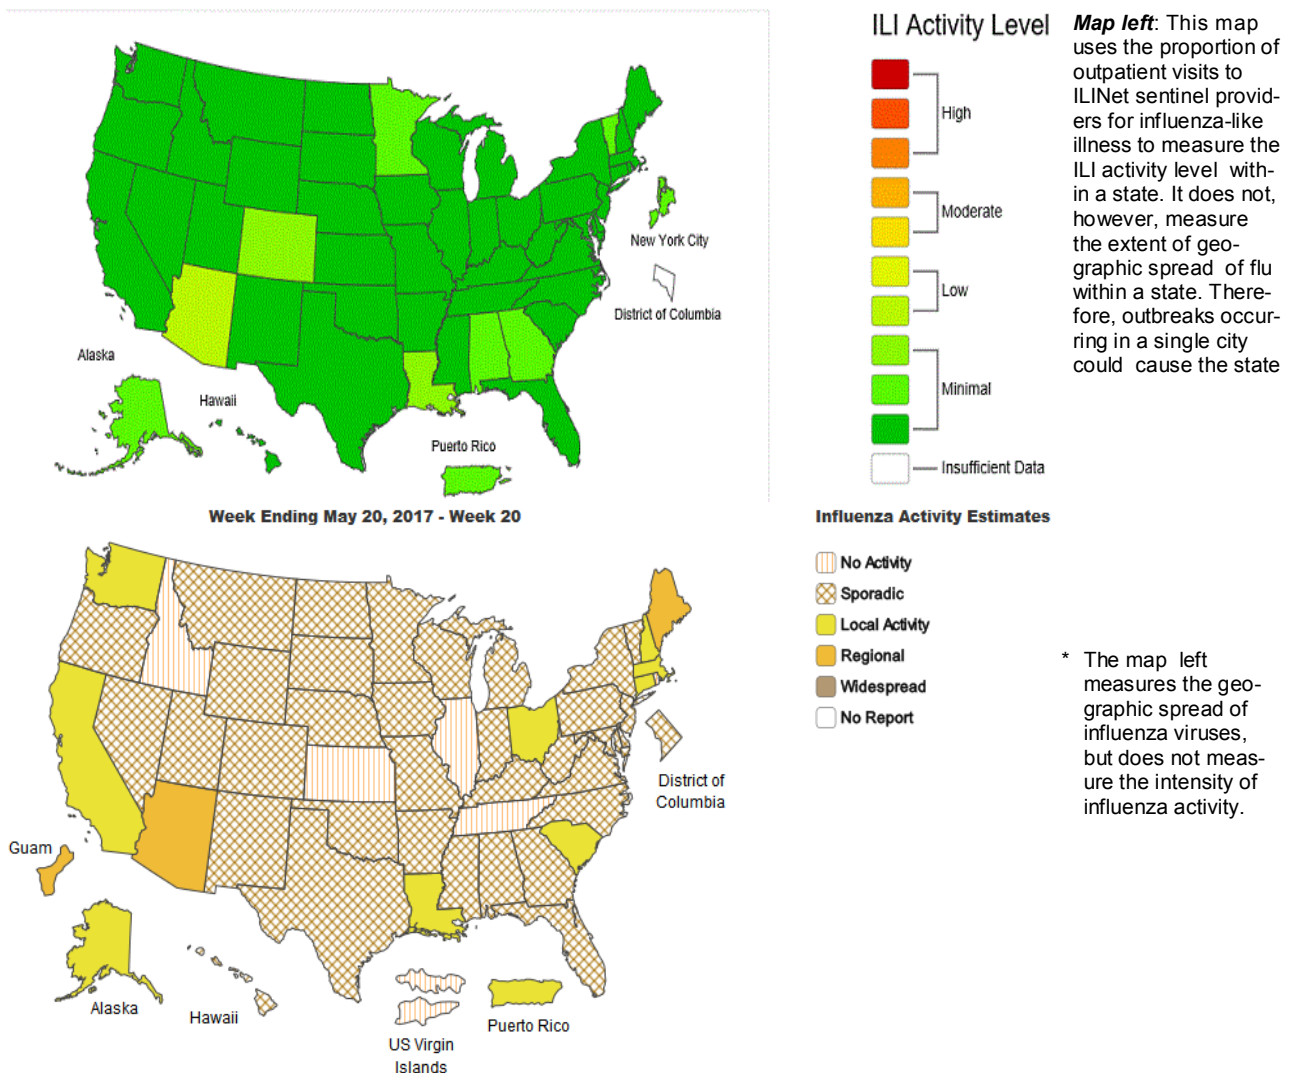 ILI Activity Level
High
Moderate
Low
Minimal
Insufficient Data
Map left: This map
uses the proportion of
outpatient visits to
ILINet sentinel provid-
ers for influenza-like
illness to measure the
ILI activity level with-
in a state. It does not,
however, measure
the extent of geo-
graphic spread of flu
within a state. There-
fore, outbreaks occur-
ring in a single city
could cause the state
New York City
District of Columbia
Alaska
Hawaii
Puerto Rico
Week Ending May 20, 2017 - Week 20
Influenza Activity Estimates
No Activity
Sporadic
Local Activity
Regional
Widespread
No Report
* The map left
measures the geo-
graphic spread of
influenza viruses,
but does not meas-
ure the intensity of
influenza activity.
District of
Columbia
Guam
Alaska
Hawaii
US Virgin
Islands
Puerto Rico